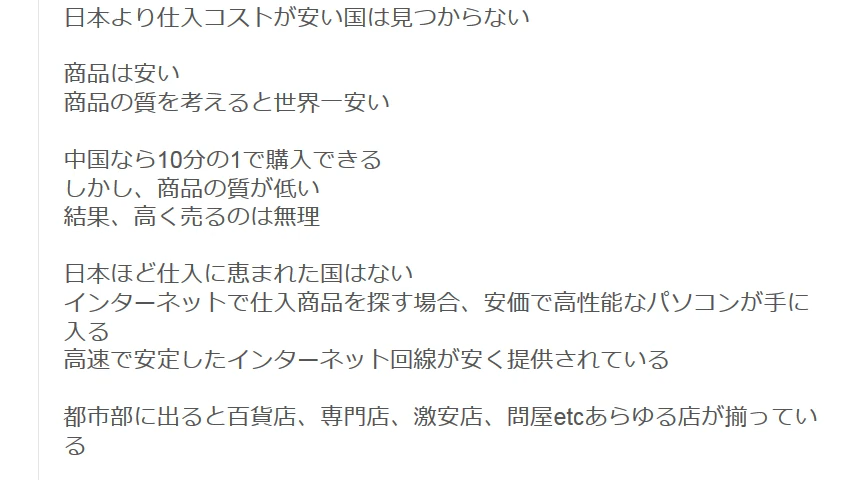 日本より仕入コストが安い国は見つからない
商品は安い
商品の質を考えると世界一安い
中国なら10分の1で購入できる
しかし、商品の質が低い
結果、高く売るのは無理
日本ほど仕入に恵まれた国はない
インターネットで仕入商品を探す場合、安価で高性能なパソコンが手に
入る
高速で安定したインターネット回線が安く提供されている
都市部に出ると百貨店、専門店、激安店、問屋etcあらゆる店が揃ってい
る